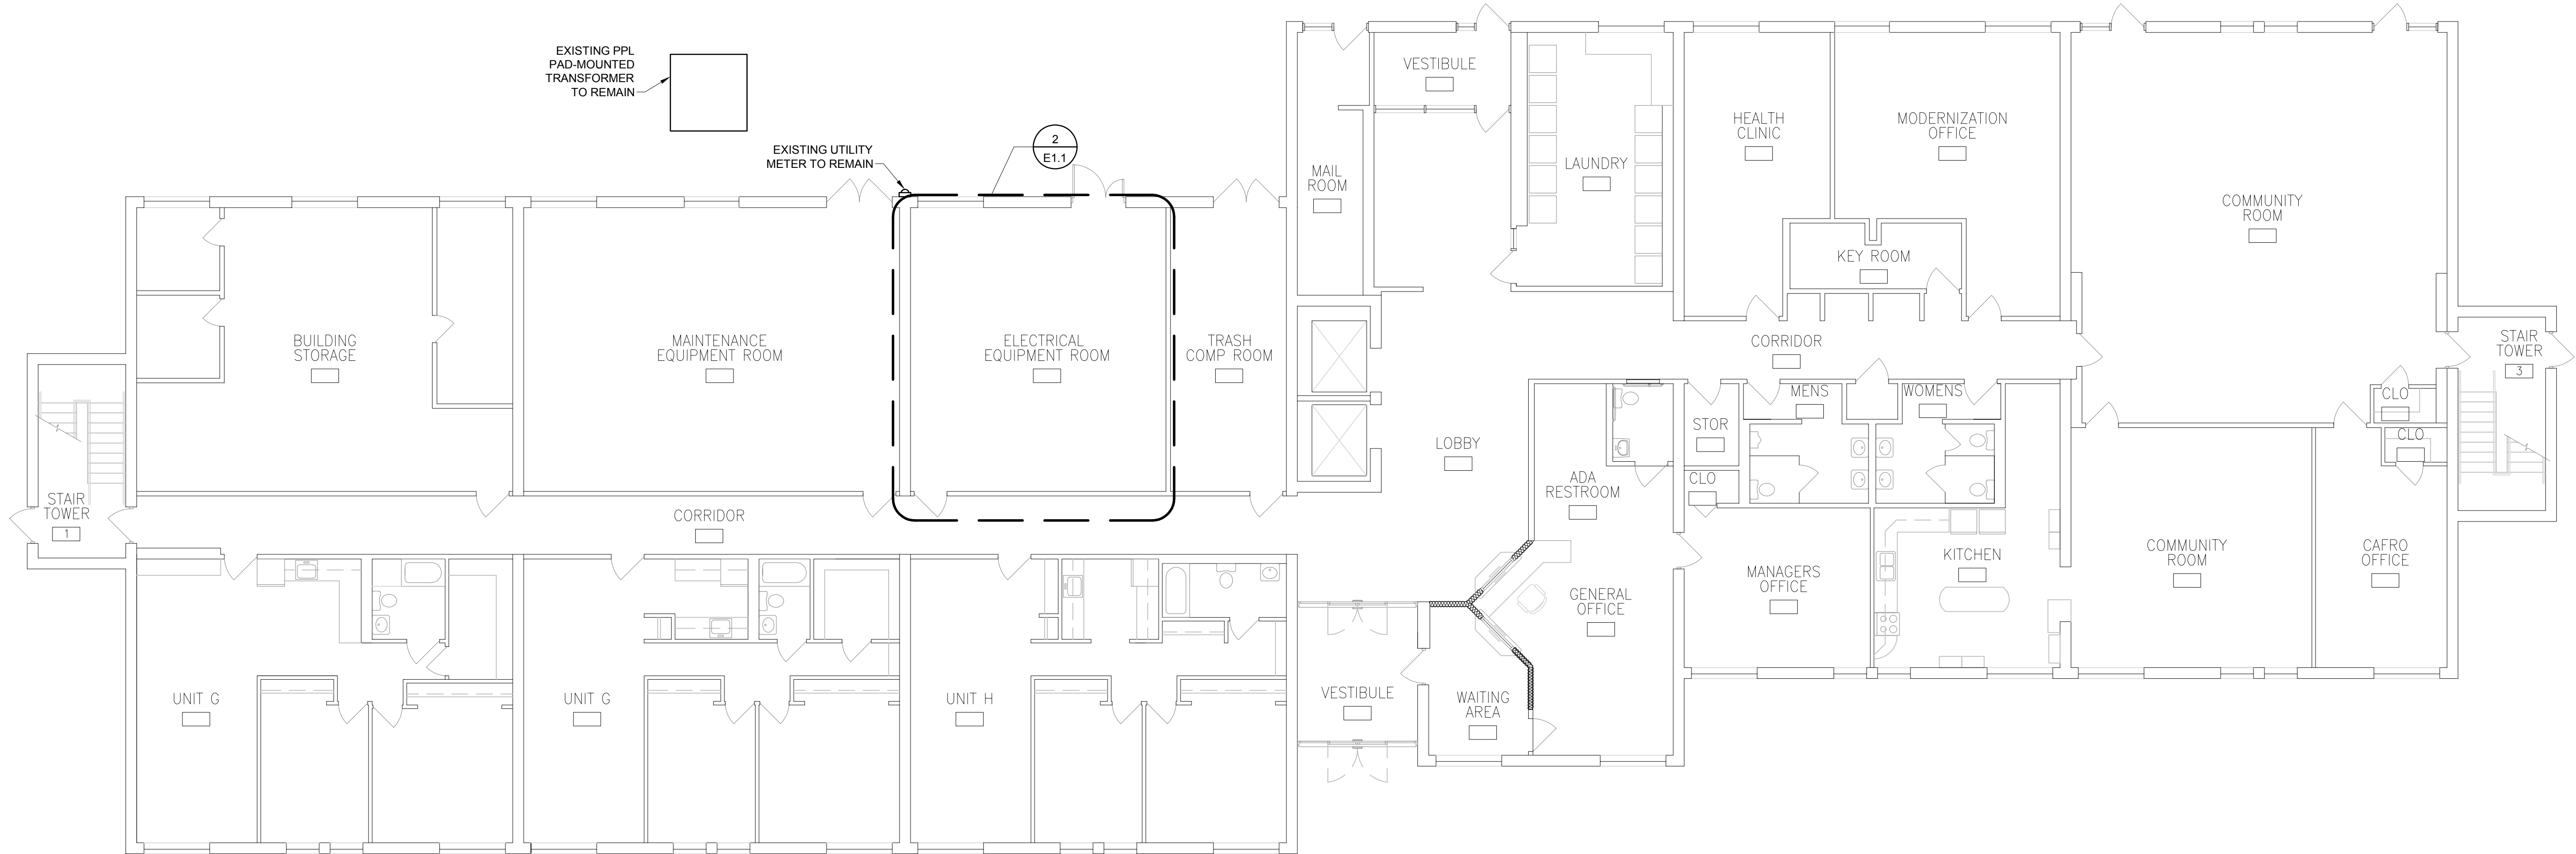 EXISTING PPL
PAD-MOUNTED
TRANSFORMER
TO REMAIN
EXISTING UTILITY
METER TO REMAIN
2
E1.1
VESTIBULE
MAIL
ROOM
LAUNDRY
HEALTH
CLINIC
MODERNIZATION
OFFICE
KEY ROOM
COMMUNITY
ROOM
BUILDING
STORAGE
MAINTENANCE
EQUIPMENT ROOM
ELECTRICAL
EQUIPMENT ROOM
TRASH
COMP ROOM
CORRIDOR
STAIR
TOWER
3
CLO
CLO
MENS
WOMENS
STOR
CLO
LOBBY
ADA
RESTROOM
STAIR
TOWER
1
CORRIDOR
GENERAL
OFFICE
MANAGERS
OFFICE
KITCHEN
COMMUNITY
ROOM
CAFRO
OFFICE
UNIT G
UNIT G
UNIT H
VESTIBULE
WAITING
AREA